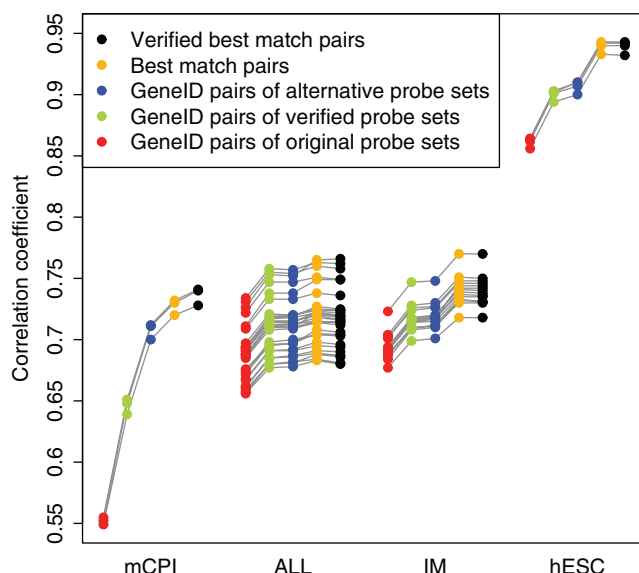 Verified best match pairs
Best match pairs
GeneID pairs of alternative probe sets
GeneID pairs of verified probe sets
GeneID pairs of original probe sets
Correlation coefficient
0.95
0.9
0.85
0.8
0.75
0.7
0.65
0.6
0.55
mCPI ALL IM hESC